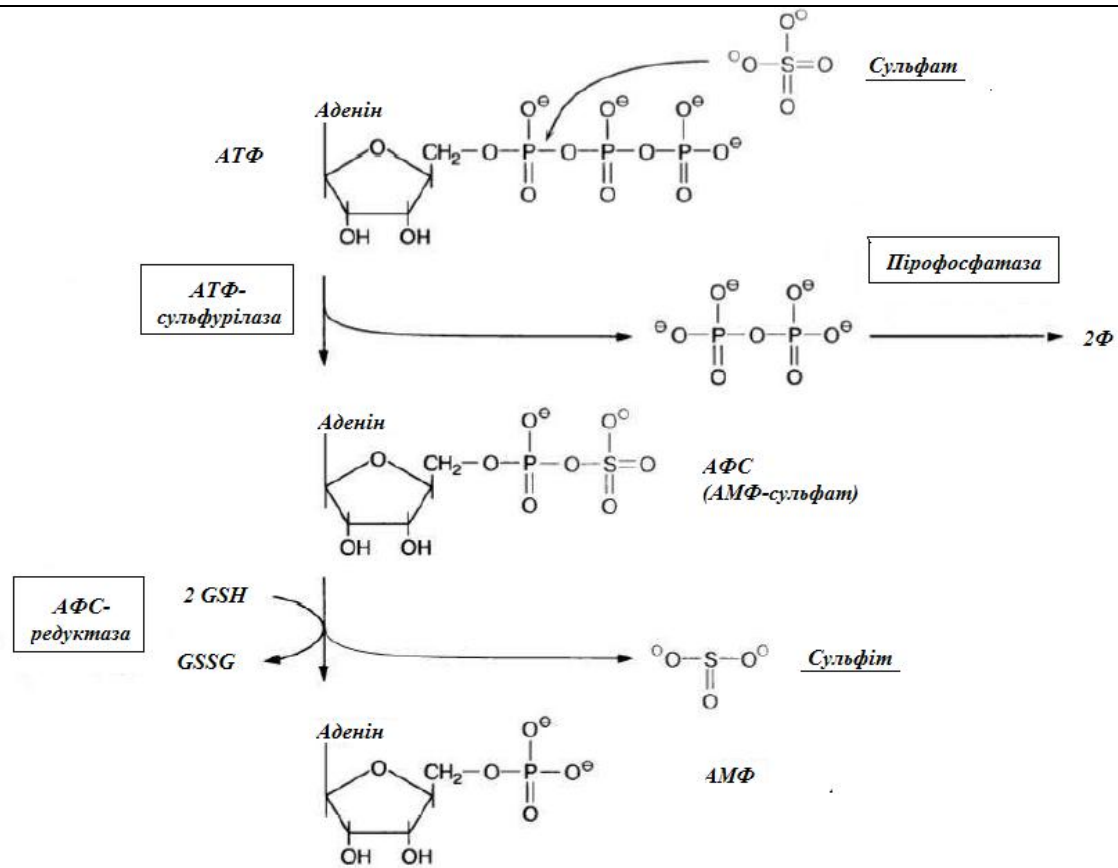 Сульфат
Аденін
АТФ
Пірофосфатаза
АТФ-
сульфурілаза
2Ф
Аденін
АФС
(АМФ-сульфат)
АФС-
редуктаза
2 GSH
GSSG
Сульфіт
Аденін
АМФ